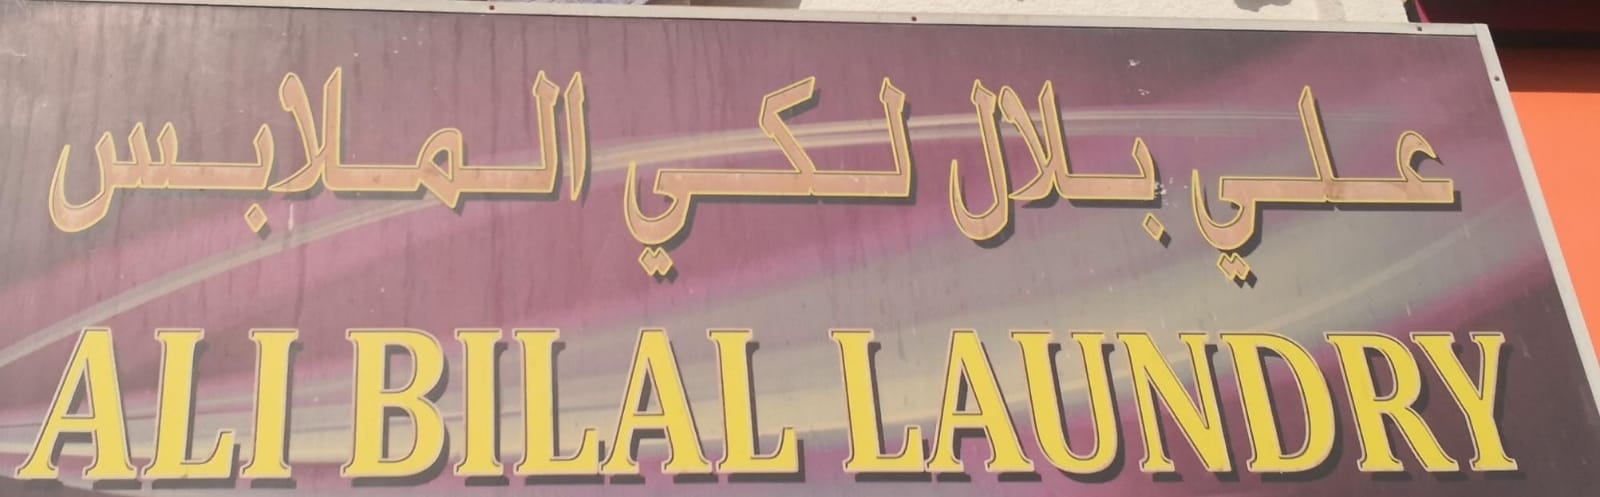 علي بلال لكي الملابس
ALI BILAL LAUNDRY